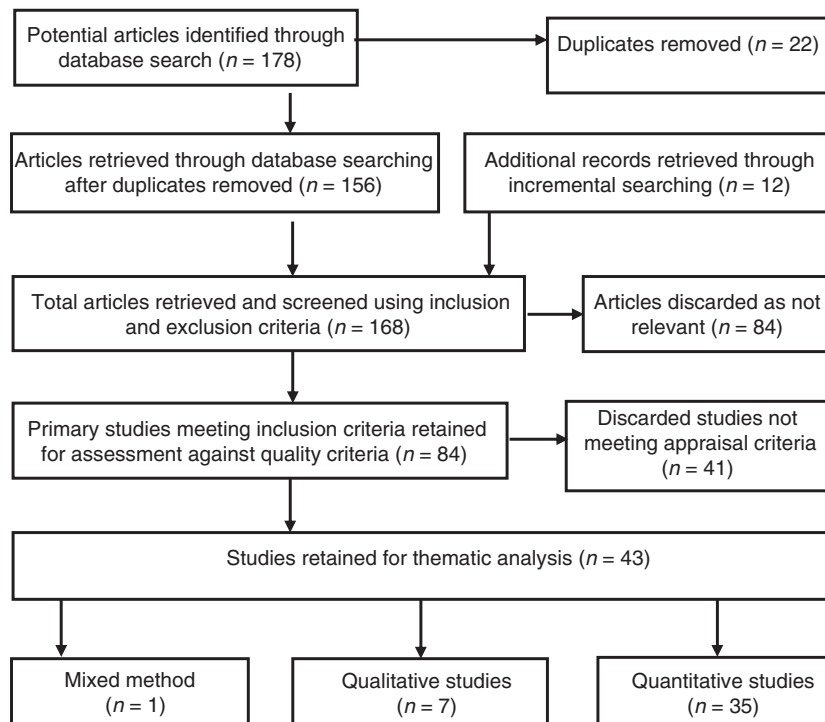 Potential articles identified through
database search (n = 178)
Duplicates removed (n = 22)
Articles retrieved through database searching
after duplicates removed (n = 156)
Additional records retrieved through
incremental searching (n = 12)
Total articles retrieved and screened using inclusion
and exclusion criteria (n = 168)
Articles discarded as not
relevant (n = 84)
Primary studies meeting inclusion criteria retained
for assessment against quality criteria (n = 84)
Discarded studies not
meeting appraisal criteria
(n = 41)
Studies retained for thematic analysis (n = 43)
Mixed method
(n = 1)
Qualitative studies
(n = 7)
Quantitative studies
(n = 35)